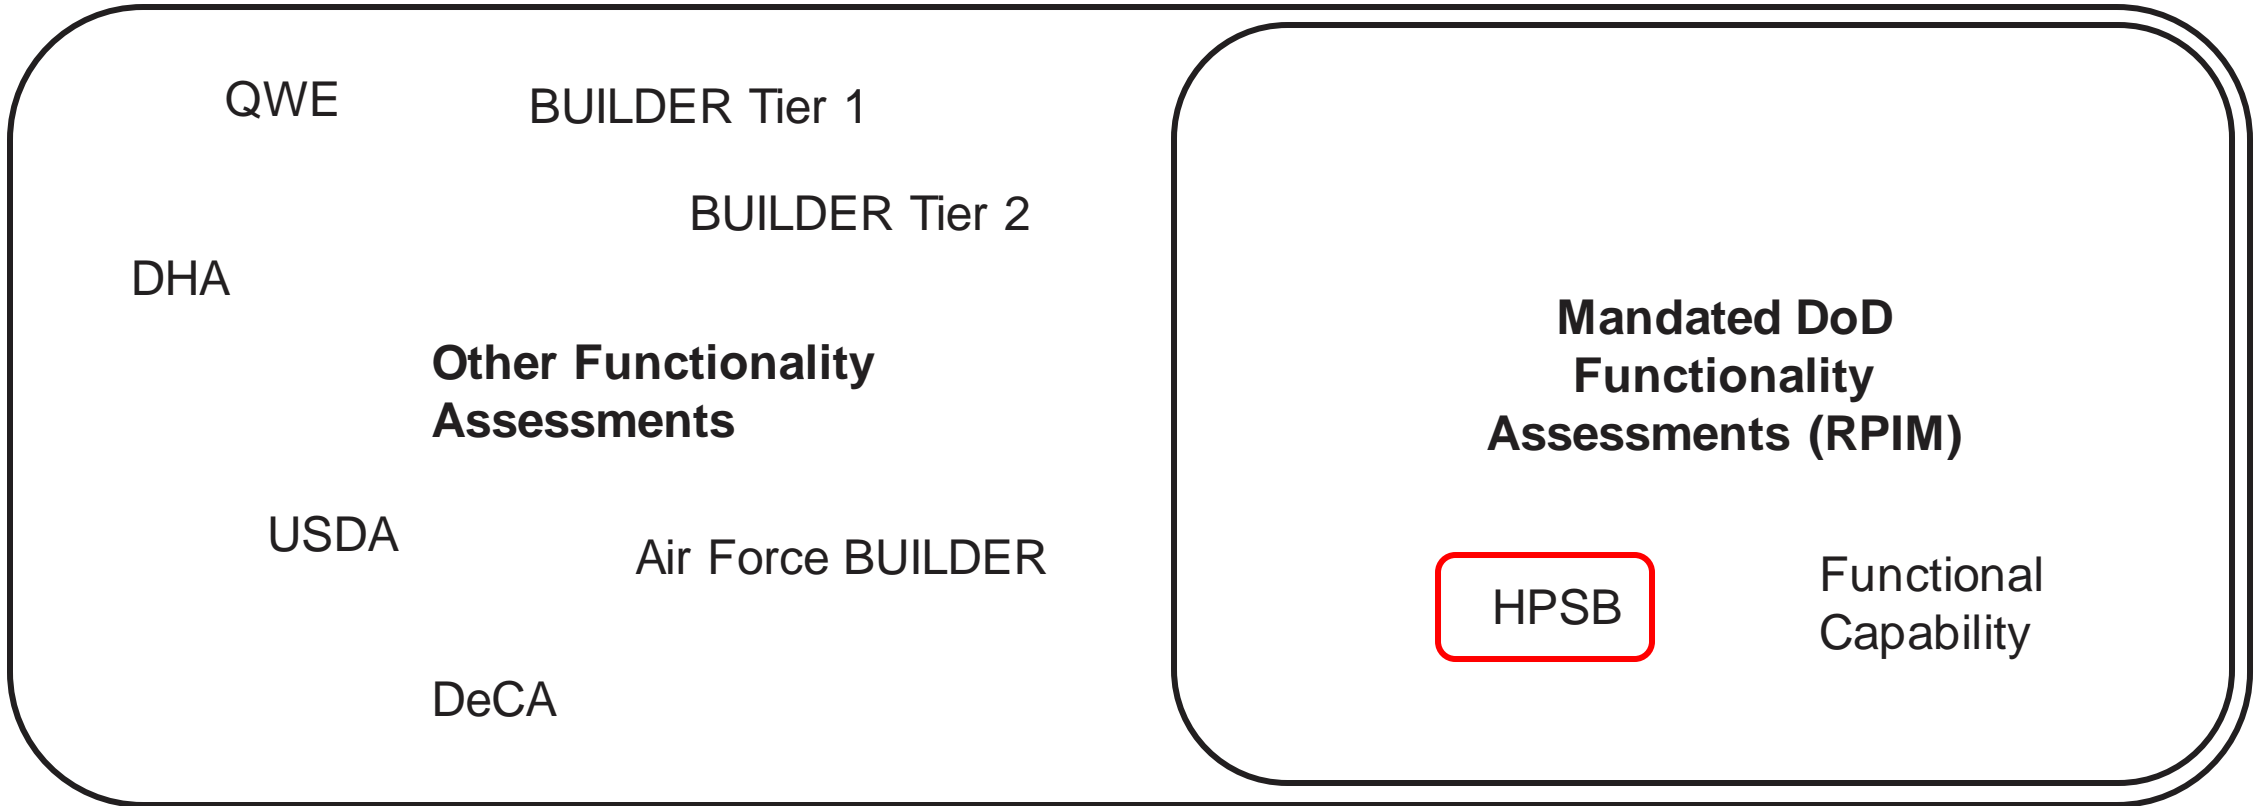 QWE
BUILDER Tier 1
BUILDER Tier 2
DHA
Other Functionality
Assessments
USDA
Air Force BUILDER
DeCA
Mandated DoD
Functionality
Assessments (RPIM)
HPSB
Functional
Capability